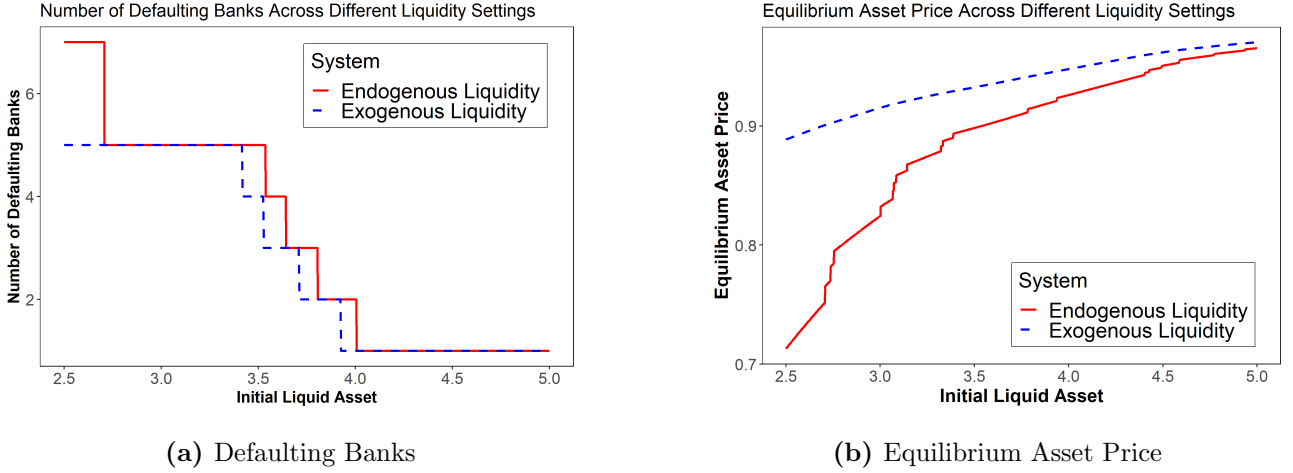 Number of Defaulting Banks Across Different Liquidity Settings
Number of Defaulting Banks
6
4
2
System
Endogenous Liquidity
Exogenous Liquidity
2.5 3.0 3.5 4.0 4.5 5.0
Initial Liquid Asset
(a) Defaulting Banks
Equilibrium Asset Price Across Different Liquidity Settings
Equilibrium Asset Price
0.9
0.8
0.7
System
Endogenous Liquidity
Exogenous Liquidity
2.5 3.0 3.5 4.0 4.5 5.0
Initial Liquid Asset
(b) Equilibrium Asset Price